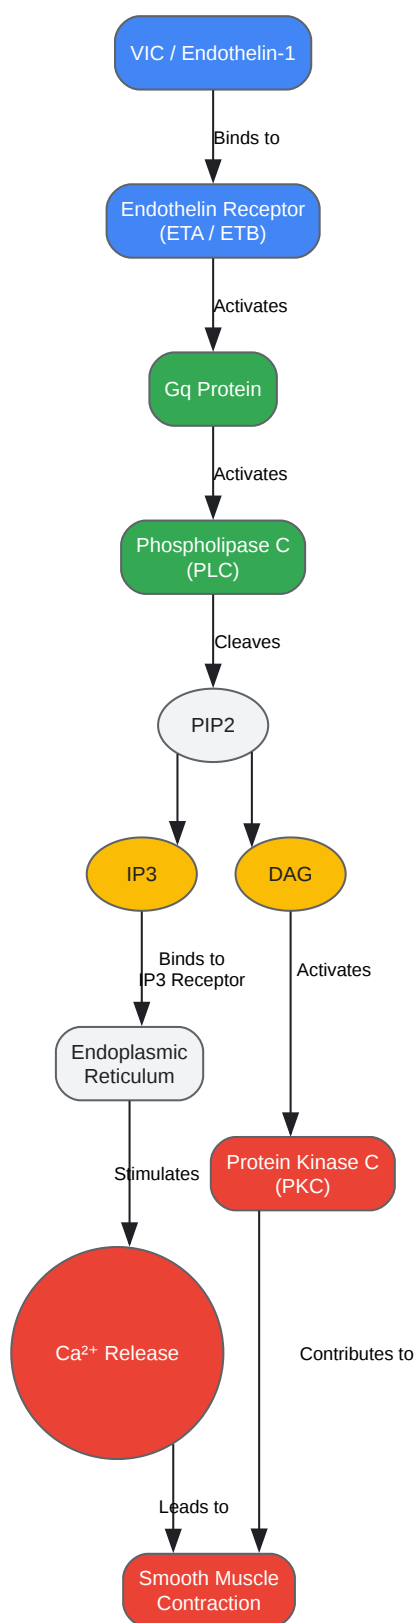 VIC / Endothelin-1
Binds to
Endothelin Receptor
(ETA / ETB)
Activates
Gq Protein
Activates
Phospholipase C
(PLC)
Cleaves
PIP2
IP3
DAG
Binds to
IP3 Receptor
Activates
Endoplasmic
Reticulum
Stimulates
Protein Kinase C
(PKC)
Ca²⁺ Release
Contributes to
Leads to
Smooth Muscle
Contraction